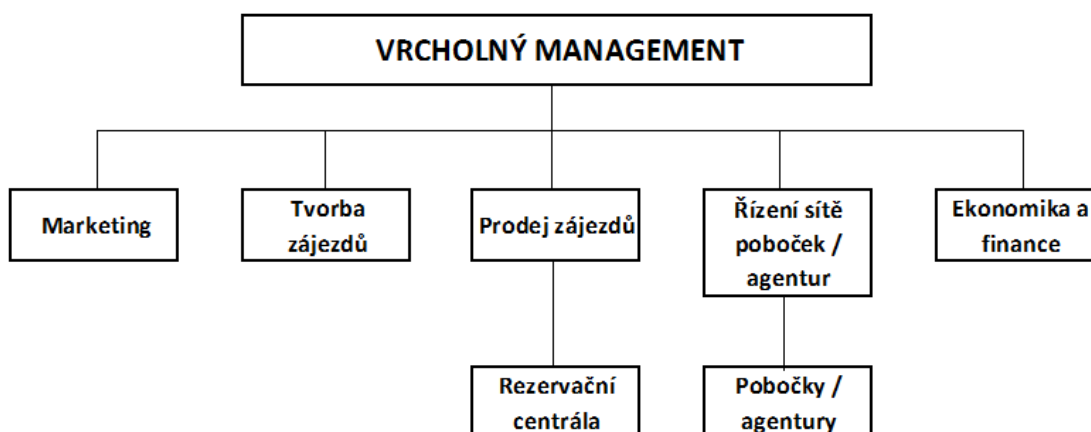 VRCHOLNÝ MANAGEMENT
Marketing
Tvorba
zájezdů
Prodej zájezdů
Řízení sítě
poboček /
agentur
Ekonomika a
finance
Rezervační
centrála
Pobočky /
agentury